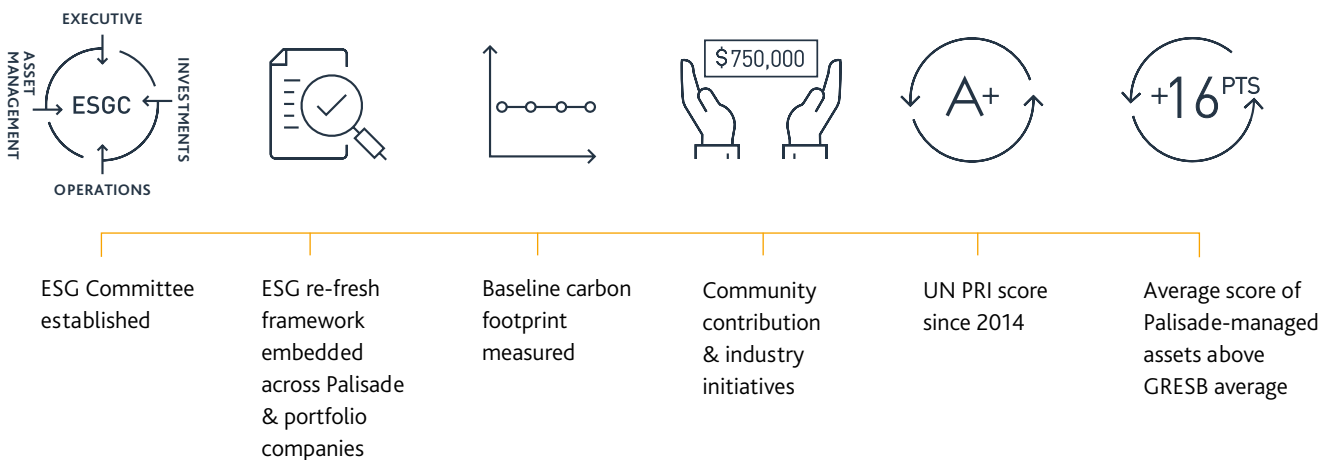 EXECUTIVE
ASSET
MANAGEMENT
ESGC
INVESTMENTS
OPERATIONS
$750,000
A+
+16 PTS
ESG Committee
established
ESG re-fresh
framework
embedded
across Palisade
& portfolio
companies
Baseline carbon
footprint
measured
Community
contribution
& industry
initiatives
UN PRI score
since 2014
Average score of
Palisade-managed
assets above
GRESB average